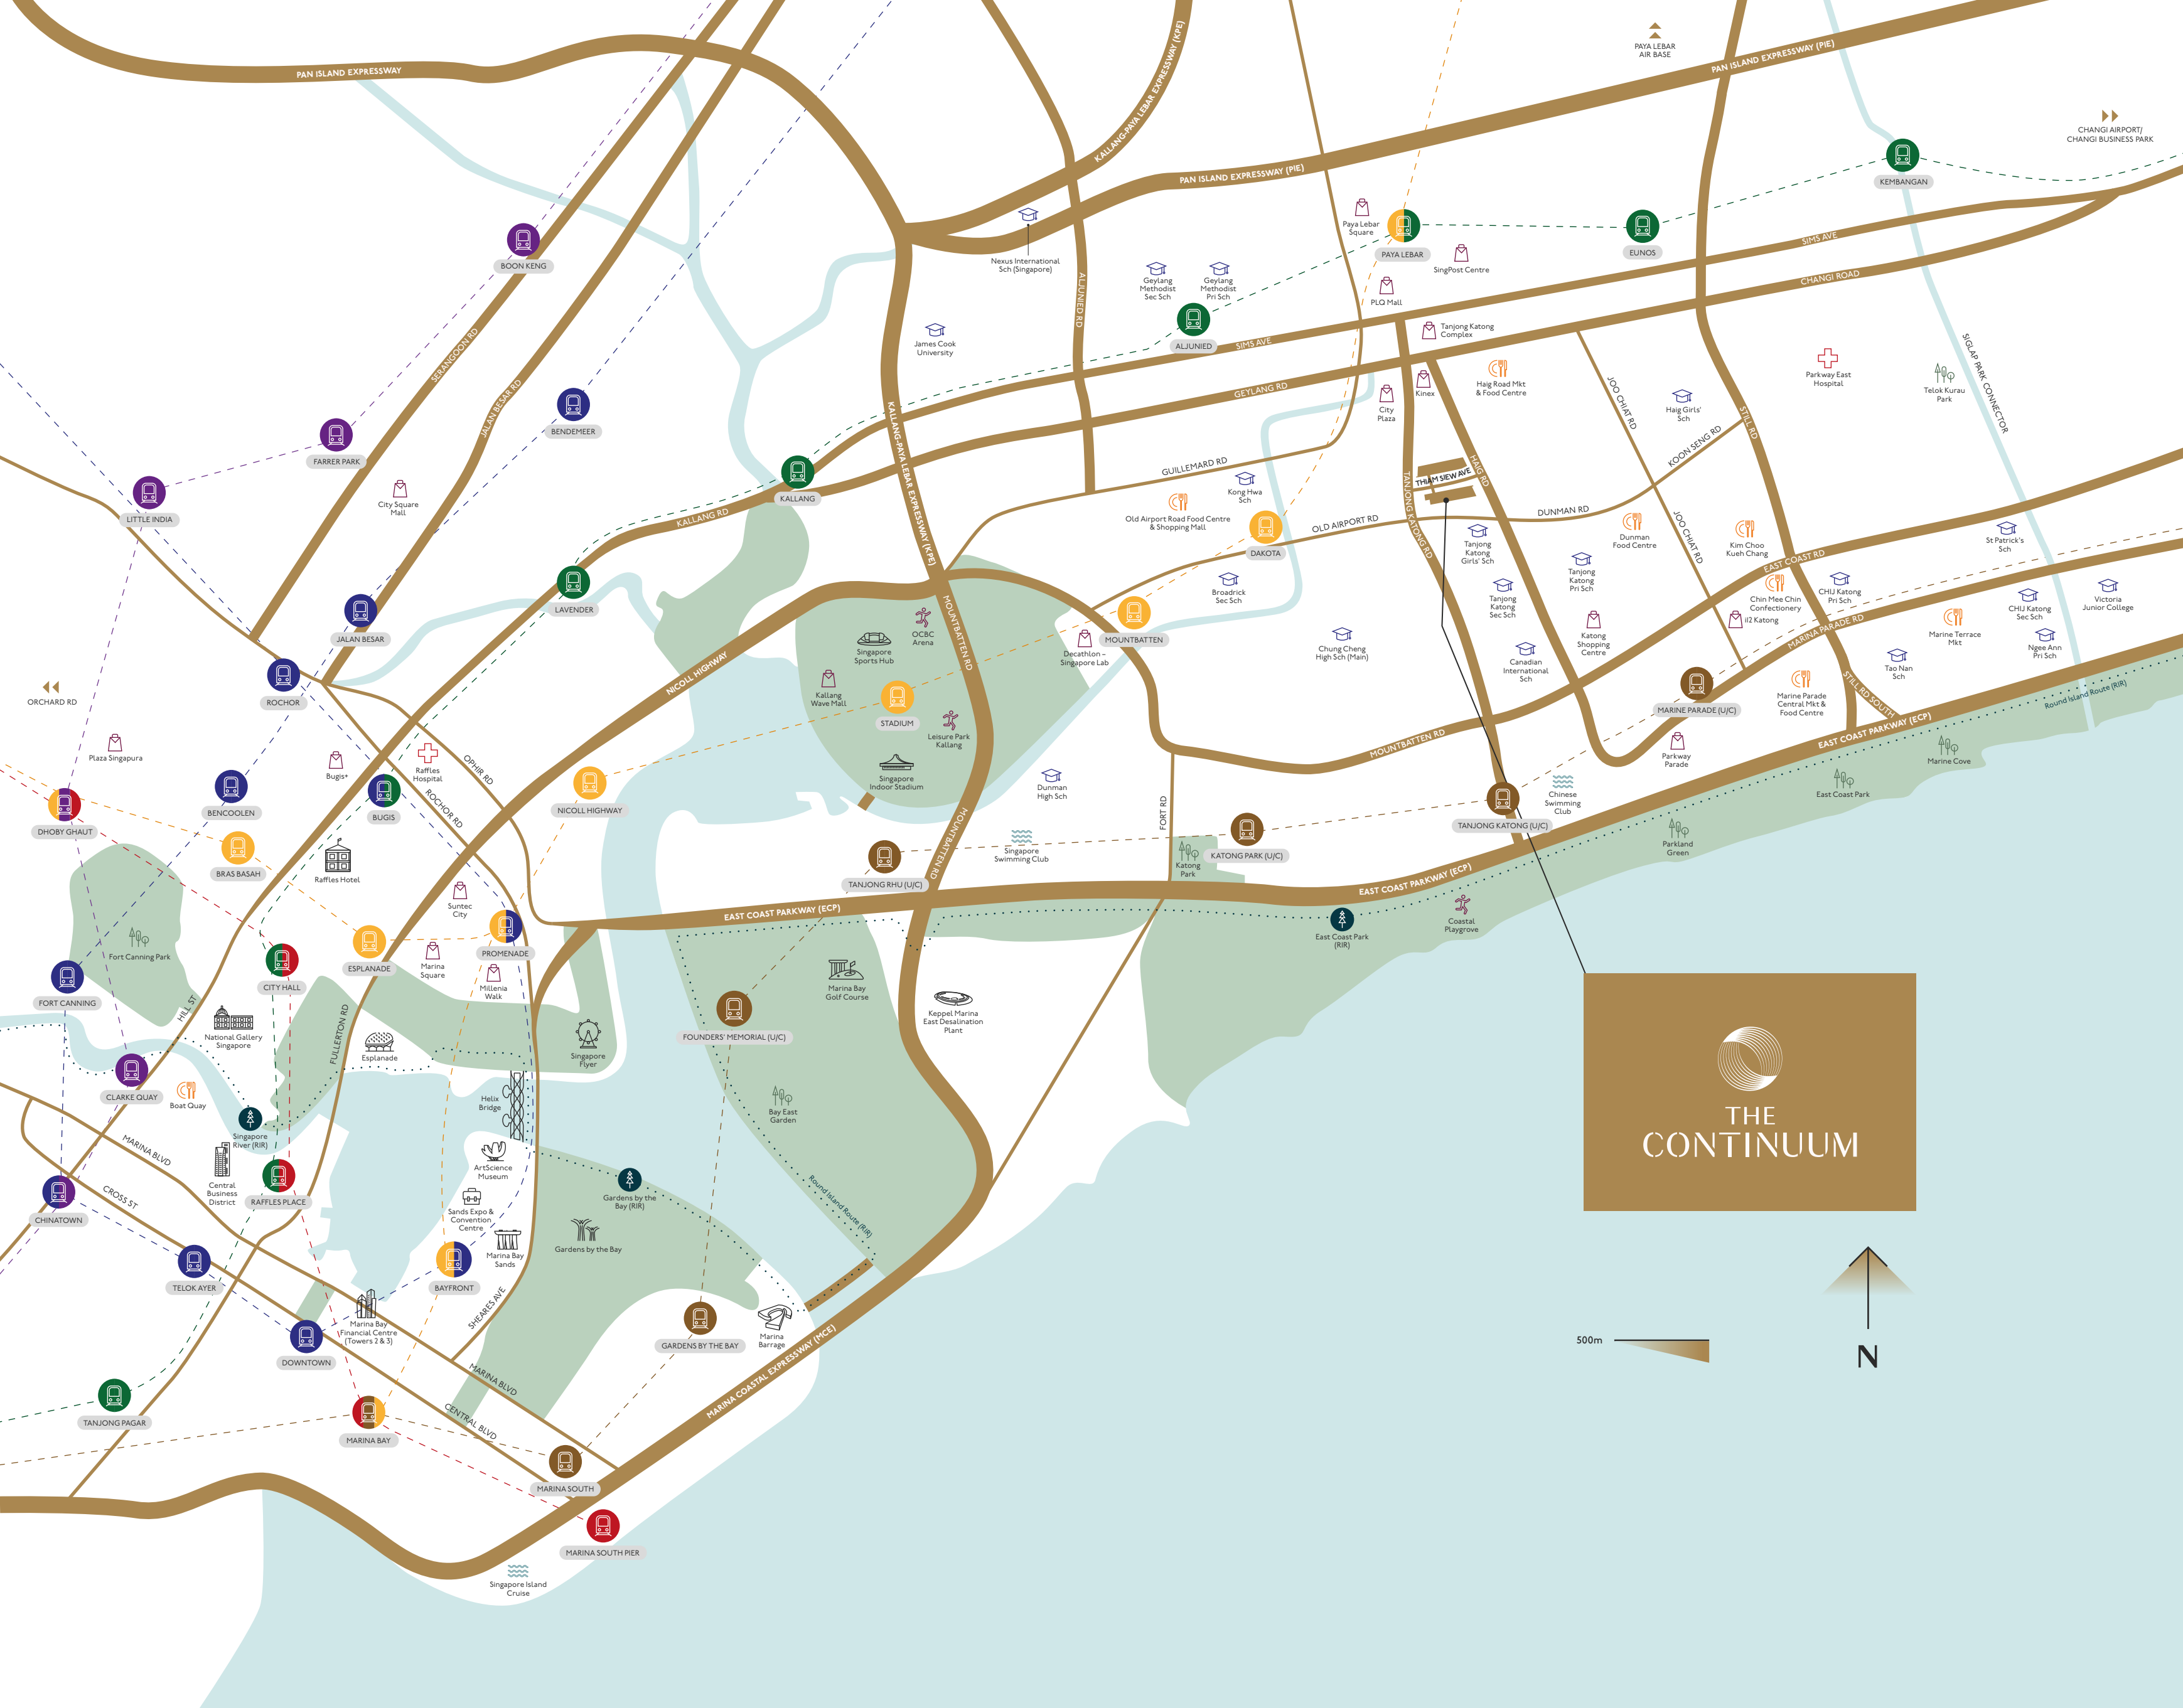 PAN ISLAND EXPRESSWAY
KALLANG-PAYA LEBAR EXPRESSWAY (KPE)
PAN ISLAND EXPRESSWAY (PIE)
PAYA LEBAR
AIR BASE
PAN ISLAND EXPRESSWAY (PIE)
CHANGI AIRPORT/
CHANGI BUSINESS PARK
KEMBANGAN
BOON KENG
Nexus International
Sch (Singapore)
Paya Lebar
Square
PAYA LEBAR
SingPost Centre
EUNOS
SIMS AVE
CHANGI ROAD
ALJUNIED RD
Geylang
Methodist
Sec Sch
Geylang
Methodist
Pri Sch
PLQ Mall
ALJUNIED
SIMS AVE
Tanjong Katong
Complex
James Cook
University
SERANGOON RD
JALAN BESAR RD
BENDEMEER
KALLANG-PAYA LEBAR EXPRESSWAY (KPE)
GEYLANG RD
City
Plaza
Kinex
Haig Road Mkt
& Food Centre
JOO CHIAT RD
Haig Girls'
Sch
STILL RD
Parkway East
Hospital
Telok Kurau
Park
SIGLAP PARK CONNECTOR
FARRER PARK
LITTLE INDIA
City Square
Mall
KALLANG
KALLANG RD
GUILLEMARD RD
Kong Hwa
Sch
Old Airport Road Food Centre
& Shopping Mall
DAKOTA
OLD AIRPORT RD
TANJONG KATONG RD
THIAM SIEW AVE
HAIG RD
KOON SENG RD
DUNMAN RD
Tanjong
Katong
Girls' Sch
Dunman
Food Centre
JOO CHIAT RD
Kim Choo
Kueh Chang
EAST COAST RD
St Patrick's
Sch
LAVENDER
JALAN BESAR
Broadrick
Sec Sch
Tanjong
Katong
Pri Sch
Tanjong
Katong
Sec Sch
Chin Mee Chin
Confectionery
CHIJ Katong
Pri Sch
CHIJ Katong
Sec Sch
Victoria
Junior College
OCBC
Arena
MOUNTBATTEN RD
MOUNTBATTEN
Singapore
Sports Hub
Decathlon –
Singapore Lab
Chung Cheng
High Sch (Main)
Katong
Shopping
Centre
i12 Katong
MARINA PARADE RD
Marine Terrace
Mkt
Ngee Ann
Pri Sch
Canadian
International
Sch
Tao Nan
Sch
NICOLL HIGHWAY
ROCHOR
ORCHARD RD
Kallang
Wave Mall
STADIUM
MARINE PARADE (U/C)
Marine Parade
Central Mkt &
Food Centre
STILL RD SOUTH
Round Island Route (RIR)
EAST COAST PARKWAY (ECP)
Leisure Park
Kallang
MOUNTBATTEN RD
Parkway
Parade
Marine Cove
Plaza Singapura
Bugis+
Raffles
Hospital
OPHIR RD
Singapore
Indoor Stadium
Dunman
High Sch
East Coast Park
BENCOOLEN
BUGIS
ROCHOR RD
NICOLL HIGHWAY
MOUNTBATTEN RD
FORT RD
Chinese
Swimming
Club
TANJONG KATONG (U/C)
DHOBY GHAUT
BRAS BASAH
Raffles Hotel
Singapore
Swimming Club
Katong
Park
KATONG PARK (U/C)
Parkland
Green
TANJONG RHU (U/C)
EAST COAST PARKWAY (ECP)
EAST COAST PARKWAY (ECP)
Suntec
City
PROMENADE
East Coast Park
(RIR)
Coastal
Playgrove
Fort Canning Park
ESPLANADE
Marina
Square
CITY HALL
Millenia
Walk
Marina Bay
Golf Course
FORT CANNING
HILL ST
National Gallery
Singapore
FULLERTON RD
Esplanade
Singapore
Flyer
FOUNDERS' MEMORIAL (U/C)
Keppel Marina
East Desalination
Plant
CLARKE QUAY
Boat Quay
Helix
Bridge
Bay East
Garden
THE
CONTINUUM
Singapore
River (RIR)
MARINA BLVD
Central
Business
District
RAFFLES PLACE
ArtScience
Museum
Gardens by the
Bay (RIR)
Round Island Route (RIR)
CROSS ST
CHINATOWN
Sands Expo &
Convention
Centre
Marina Bay
Sands
Gardens by the Bay
TELOK AYER
BAYFRONT
SHEARES AVE
Marina Bay
Financial Centre
(Towers 2 & 3)
DOWNTOWN
GARDENS BY THE BAY
Marina
Barrage
500m
N
MARINA COASTAL EXPRESSWAY (MCE)
MARINA BLVD
CENTRAL BLVD
TANJONG PAGAR
MARINA BAY
MARINA SOUTH
MARINA SOUTH PIER
Singapore Island
Cruise